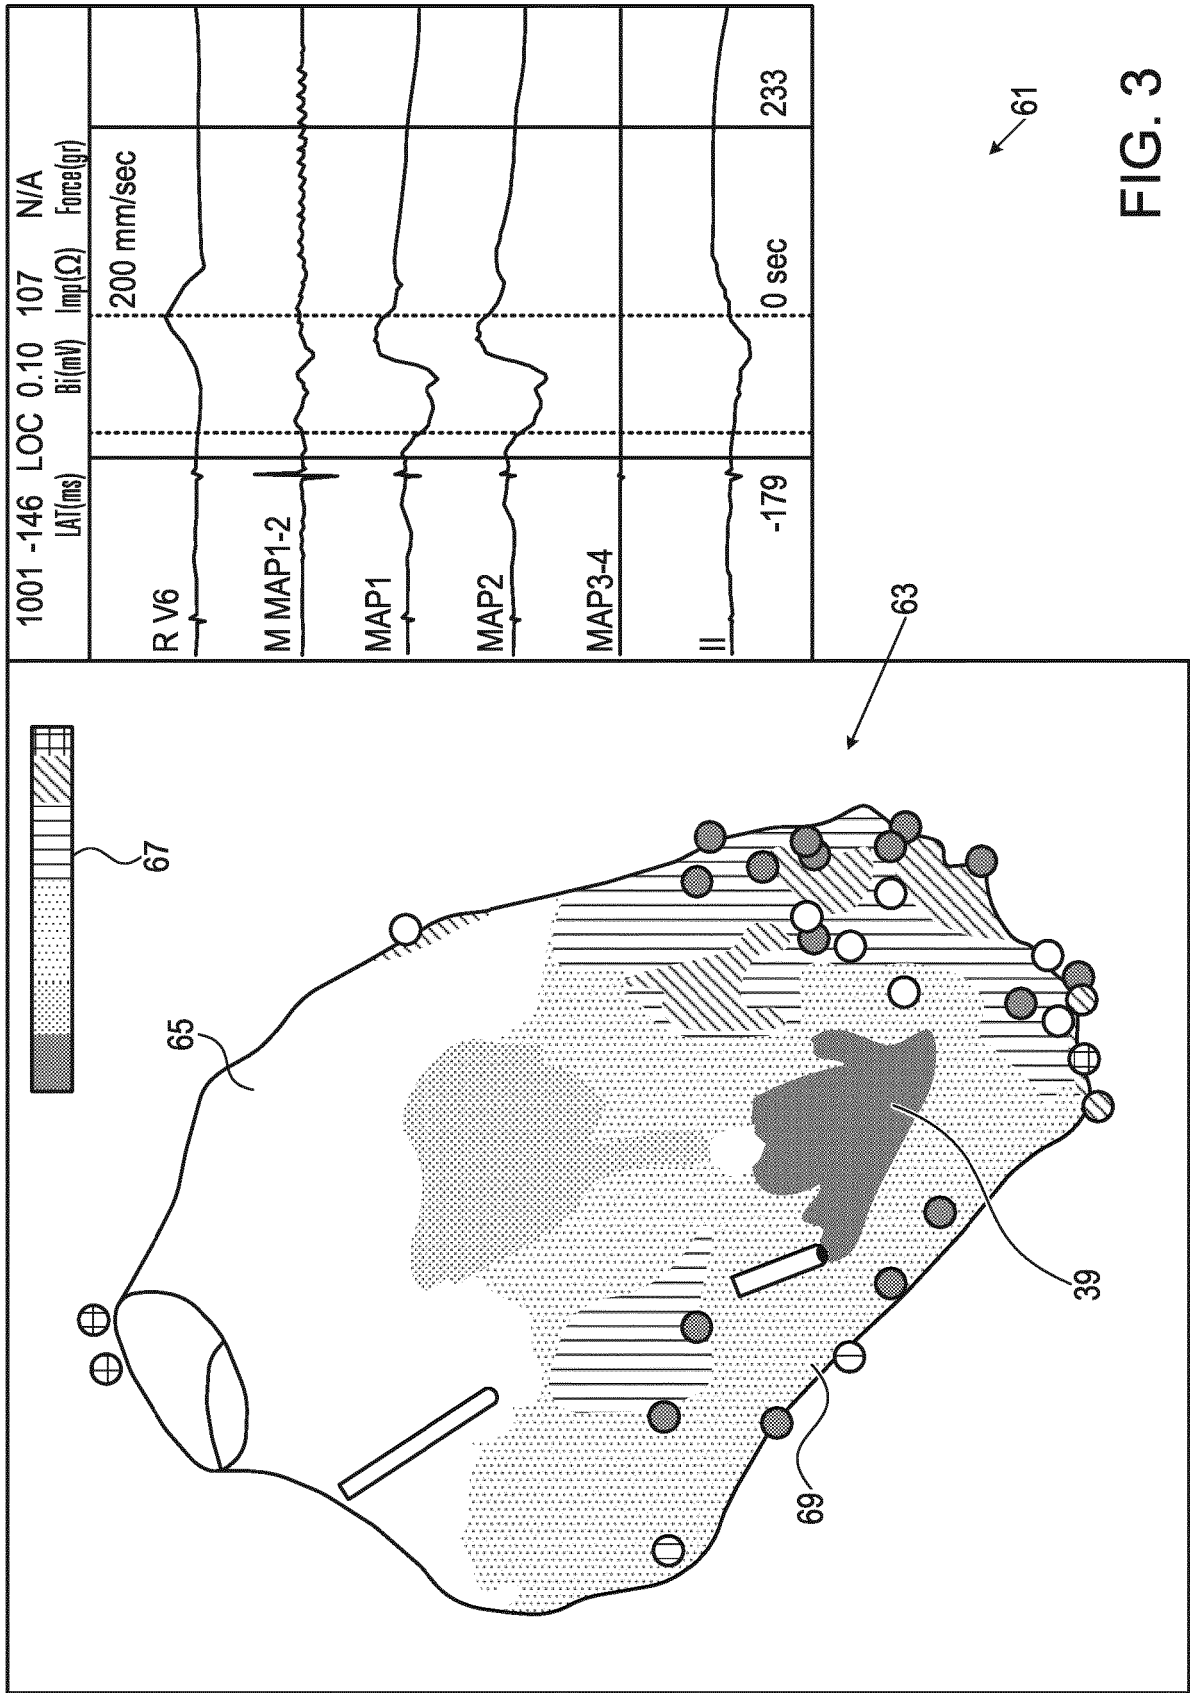 1001 -146 LOC 0.10 107 N/A
LAT(ms) Bi(mV) Imp(Ω) Force(gr)
200 mm/sec
R V6
M MAP1-2
MAP1
MAP2
MAP3-4
II
-179 0 sec 233
67
65
63
61
39
69
FIG. 3